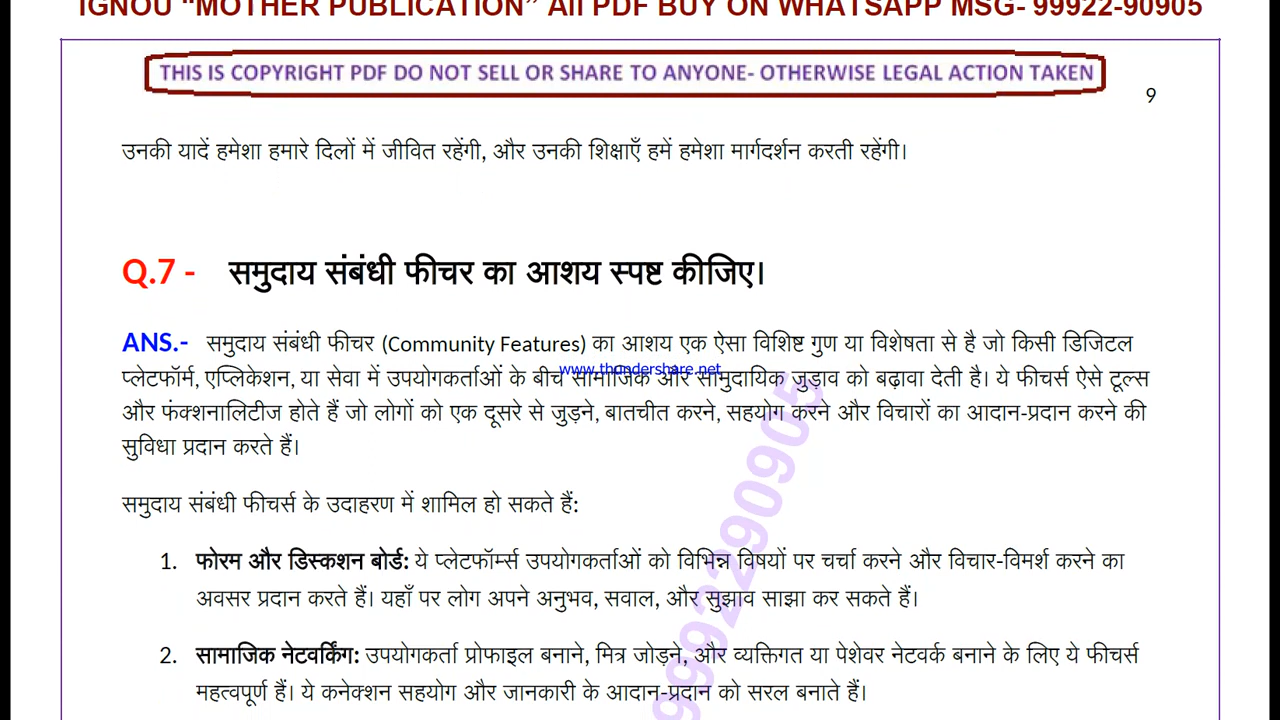 IGNOU “MOTHER PUBLICATION” All PDF BUY ON WHATSAPP MSG- 99922-90905
THIS IS COPYRIGHT PDF DO NOT SELL OR SHARE TO ANYONE- OTHERWISE LEGAL ACTION TAKEN
9
उनकी यादें हमेशा हमारे दिलों में जीवित रहेंगी, और उनकी शिक्षाएँ हमें हमेशा मार्गदर्शन करती रहेंगी।
Q.7 - समुदाय संबंधी फीचर का आशय स्पष्ट कीजिए।
ANS.- समुदाय संबंधी फीचर (Community Features) का आशय एक ऐसा विशिष्ट गुण या विशेषता से है जो किसी डिजिटल
www.thundershare.net
प्लेटफॉर्म, एप्लिकेशन, या सेवा में उपयोगकर्ताओं के बीच सामाजिक और सामुदायिक जुड़ाव को बढ़ावा देती है। ये फीचर्स ऐसे टूल्स
और फंक्शनालिटीज होते हैं जो लोगों को एक दूसरे से जुड़ने, बातचीत करने, सहयोग करने और विचारों का आदान-प्रदान करने की
सुविधा प्रदान करते हैं।
समुदाय संबंधी फीचर्स के उदाहरण में शामिल हो सकते हैं:
1. फोरम और डिस्कशन बोर्ड: ये प्लेटफॉर्म्स उपयोगकर्ताओं को विभिन्न विषयों पर चर्चा करने और विचार-विमर्श करने का
अवसर प्रदान करते हैं। यहाँ पर लोग अपने अनुभव, सवाल, और सुझाव साझा कर सकते हैं।
2. सामाजिक नेटवर्किंग: उपयोगकर्ता प्रोफाइल बनाने, मित्र जोड़ने, और व्यक्तिगत या पेशेवर नेटवर्क बनाने के लिए ये फीचर्स
महत्वपूर्ण हैं। ये कनेक्शन सहयोग और जानकारी के आदान-प्रदान को सरल बनाते हैं।
9992290905